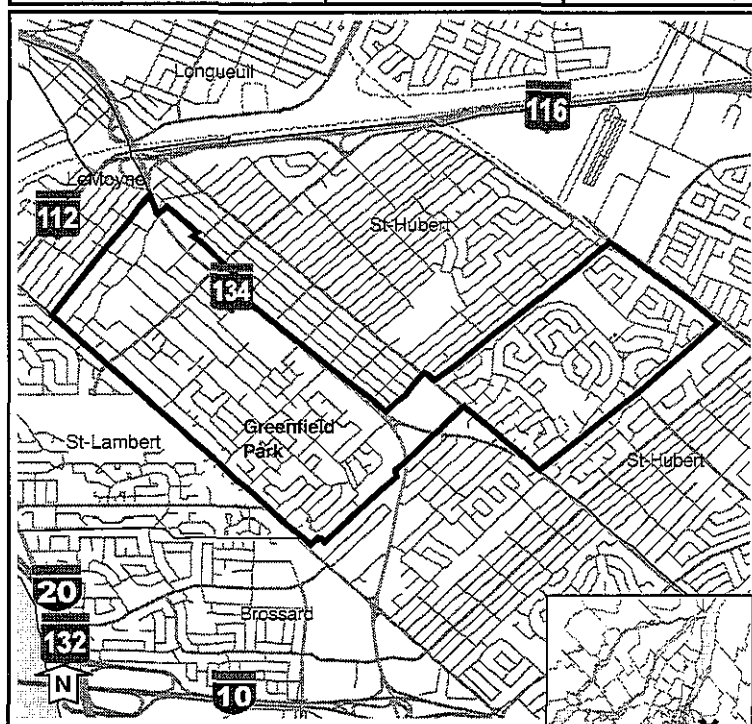 Longueuil
116
LeMoyne
112
St-Hubert
134
Greenfield
Park
St-Lambert
St-Hubert
20
Brossard
132
N
10